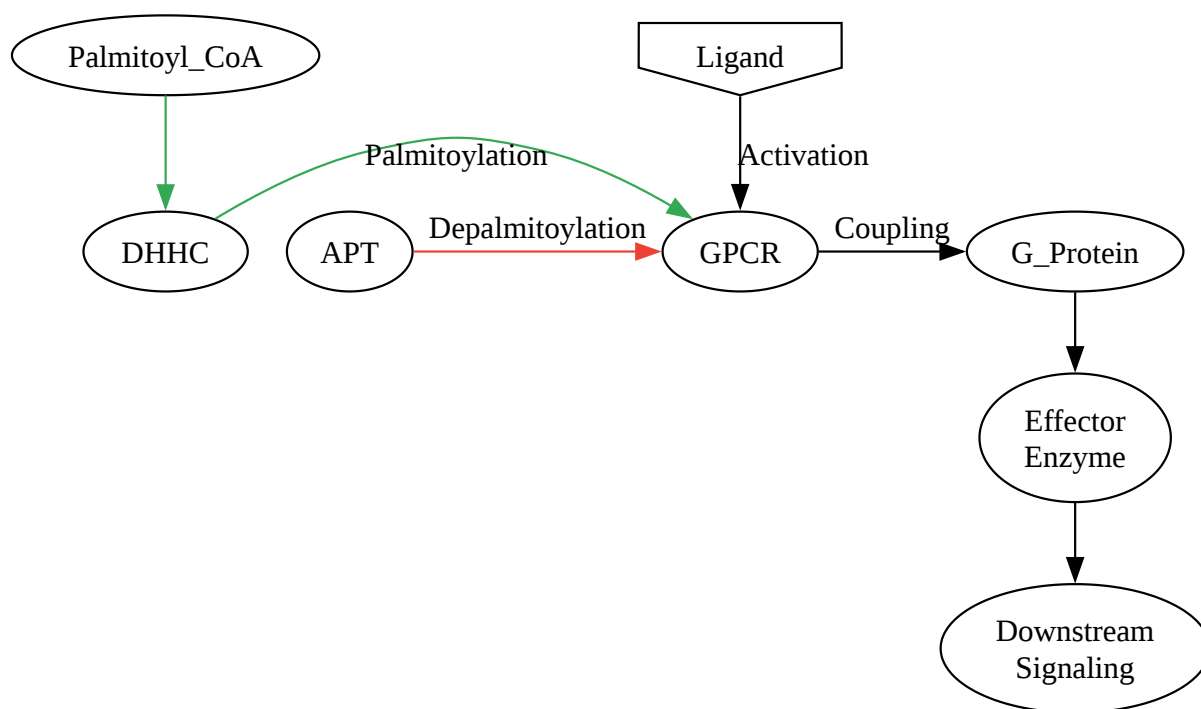 Palmitoyl_CoA
Ligand
Palmitoylation
Activation
DHHC
APT
Depalmitoylation
GPCR
Coupling
G_Protein
Effector
Enzyme
Downstream
Signaling